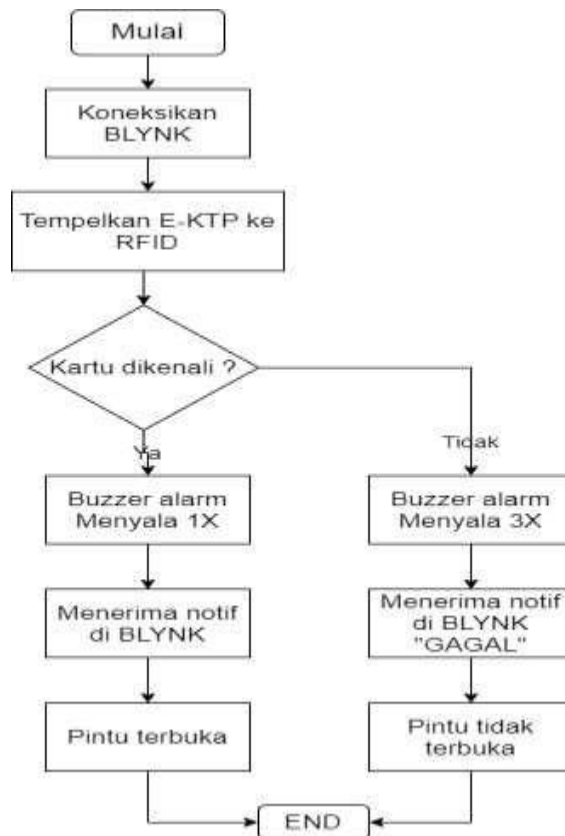 Mulai
Koneksikan
BLYNK
Tempelkan E-KTP ke
RFID
Kartu dikenali ?
Ya
Tidak
Buzzer alarm
Menyala 1X
Buzzer alarm
Menyala 3X
Menerima notif
di BLYNK
Menerima notif
di BLYNK
"GAGAL"
Pintu terbuka
Pintu tidak
terbuka
END